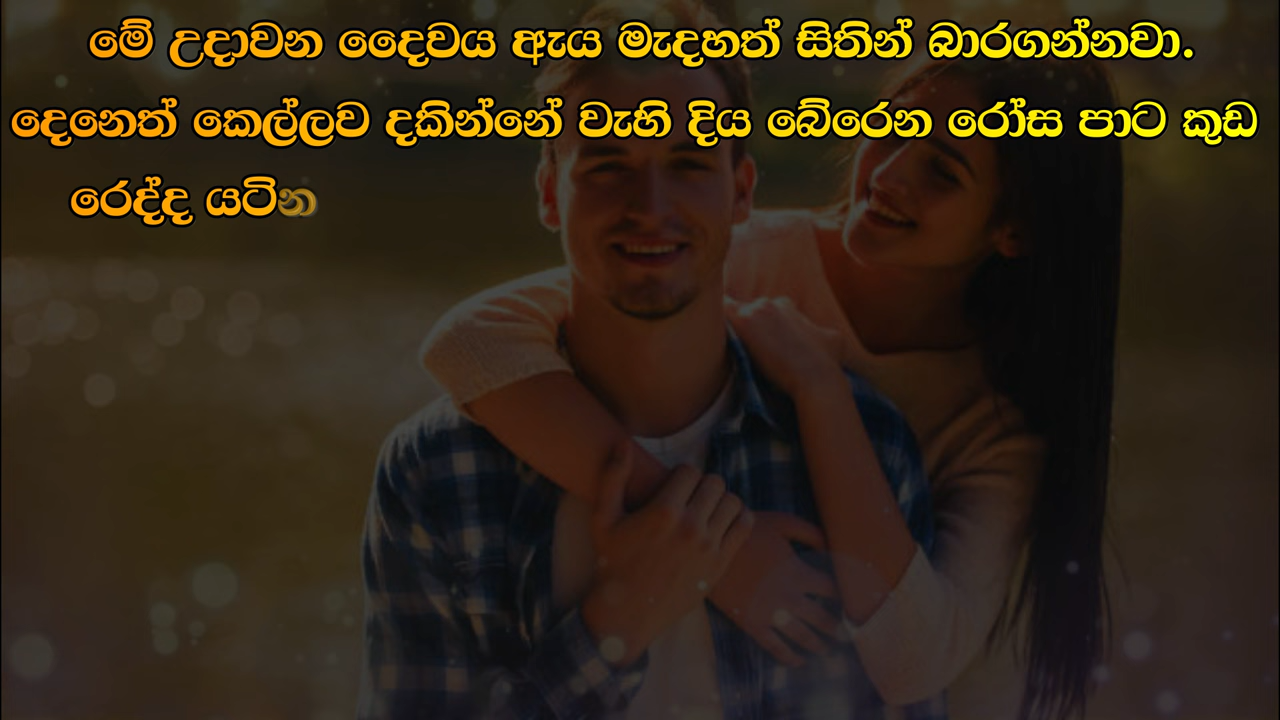 මේ උදාවන දෛවය ඇය මැදහත් සිතින් බාරගන්නවා.
දෙනෙත් කෙල්ලව දකින්නේ වැහි දිය බේරෙන රෝස පාට කුඩ
රෙද්ද යටින